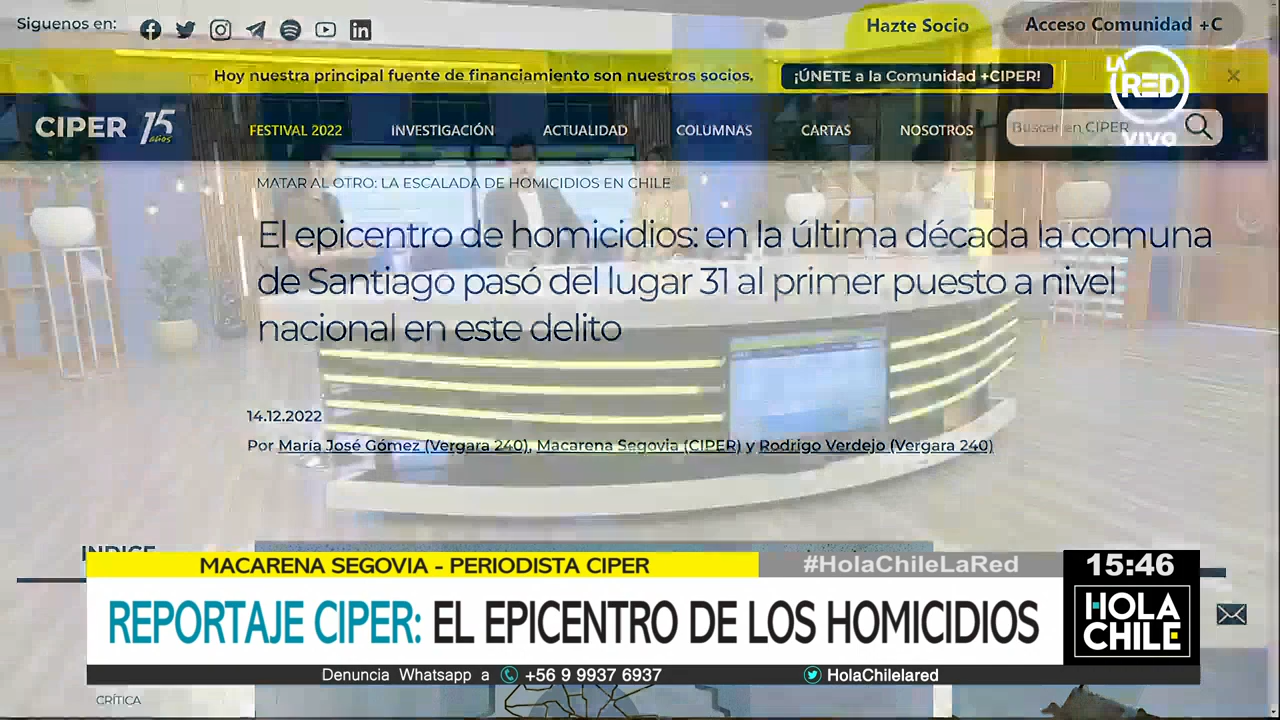 Siguenos en:
Hazte Socio
Acceso Comunidad +C
Hoy nuestra principal fuente de financiamiento son nuestros socios.
¡ÚNETE a la Comunidad +CIPER!
LA RED
VIVO
CIPER 15 años
FESTIVAL 2022
INVESTIGACIÓN
ACTUALIDAD
COLUMNAS
CARTAS
NOSOTROS
Buscar en CIPER
MATAR AL OTRO: LA ESCALADA DE HOMICIDIOS EN CHILE
El epicentro de homicidios: en la última década la comuna
de Santiago pasó del lugar 31 al primer puesto a nivel
nacional en este delito
14.12.2022
Por María José Gómez (Vergara 240), Macarena Segovia (CIPER) y Rodrigo Verdejo (Vergara 240)
INDICE
MACARENA SEGOVIA - PERIODISTA CIPER
#HolaChileLaRed
15:46
REPORTAJE CIPER: EL EPICENTRO DE LOS HOMICIDIOS
HOLA
CHILE
Denuncia Whatsapp a +56 9 9937 6937
HolaChilelared
CRÍTICA